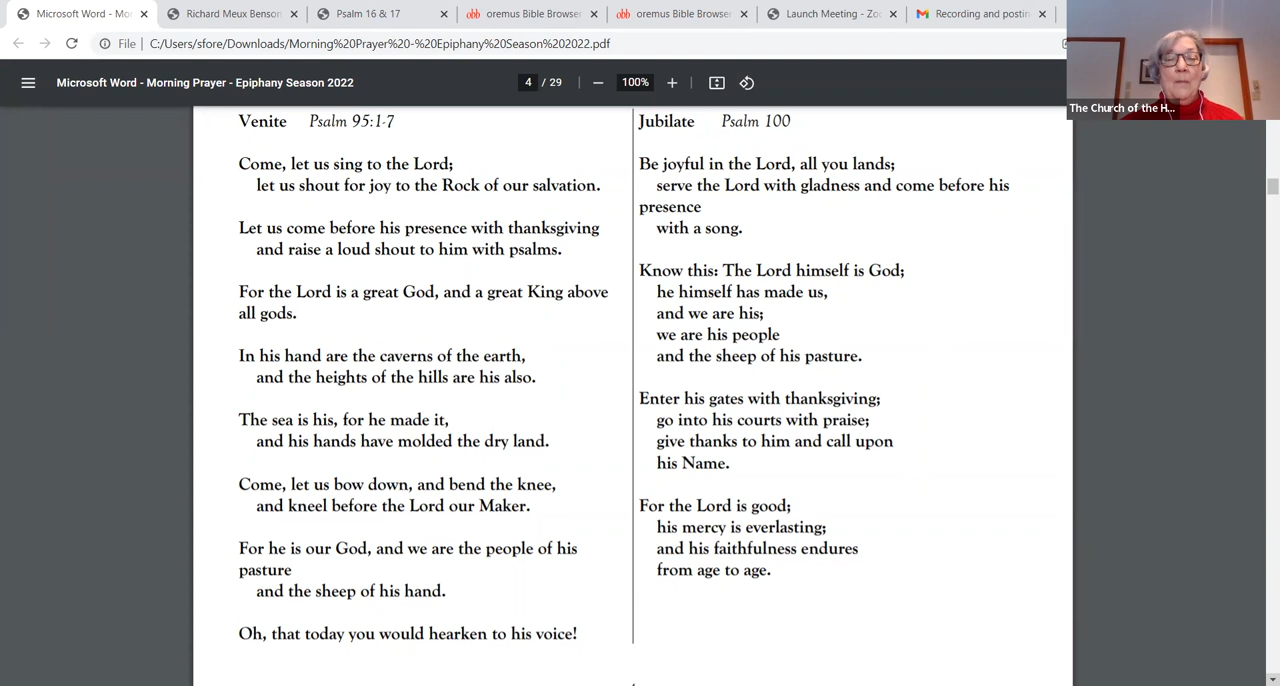 Microsoft Word - Mo
Richard Meux Benson
Psalm 16 & 17
oremus Bible Browser
oremus Bible Browser
Launch Meeting - Zo
Recording and postin
File
C:/Users/sfore/Downloads/Morning%20Prayer%20-%20Epiphany%20Season%202022.pdf
Microsoft Word - Morning Prayer - Epiphany Season 2022
4 / 29
100%
The Church of the H...
Venite Psalm 95:1-7
Come, let us sing to the Lord;
let us shout for joy to the Rock of our salvation.
Let us come before his presence with thanksgiving
and raise a loud shout to him with psalms.
For the Lord is a great God, and a great King above
all gods.
In his hand are the caverns of the earth,
and the heights of the hills are his also.
The sea is his, for he made it,
and his hands have molded the dry land.
Come, let us bow down, and bend the knee,
and kneel before the Lord our Maker.
For he is our God, and we are the people of his
pasture
and the sheep of his hand.
Oh, that today you would hearken to his voice!
Jubilate Psalm 100
Be joyful in the Lord, all you lands;
serve the Lord with gladness and come before his
presence
with a song.
Know this: The Lord himself is God;
he himself has made us,
and we are his;
we are his people
and the sheep of his pasture.
Enter his gates with thanksgiving;
go into his courts with praise;
give thanks to him and call upon
his Name.
For the Lord is good;
his mercy is everlasting;
and his faithfulness endures
from age to age.